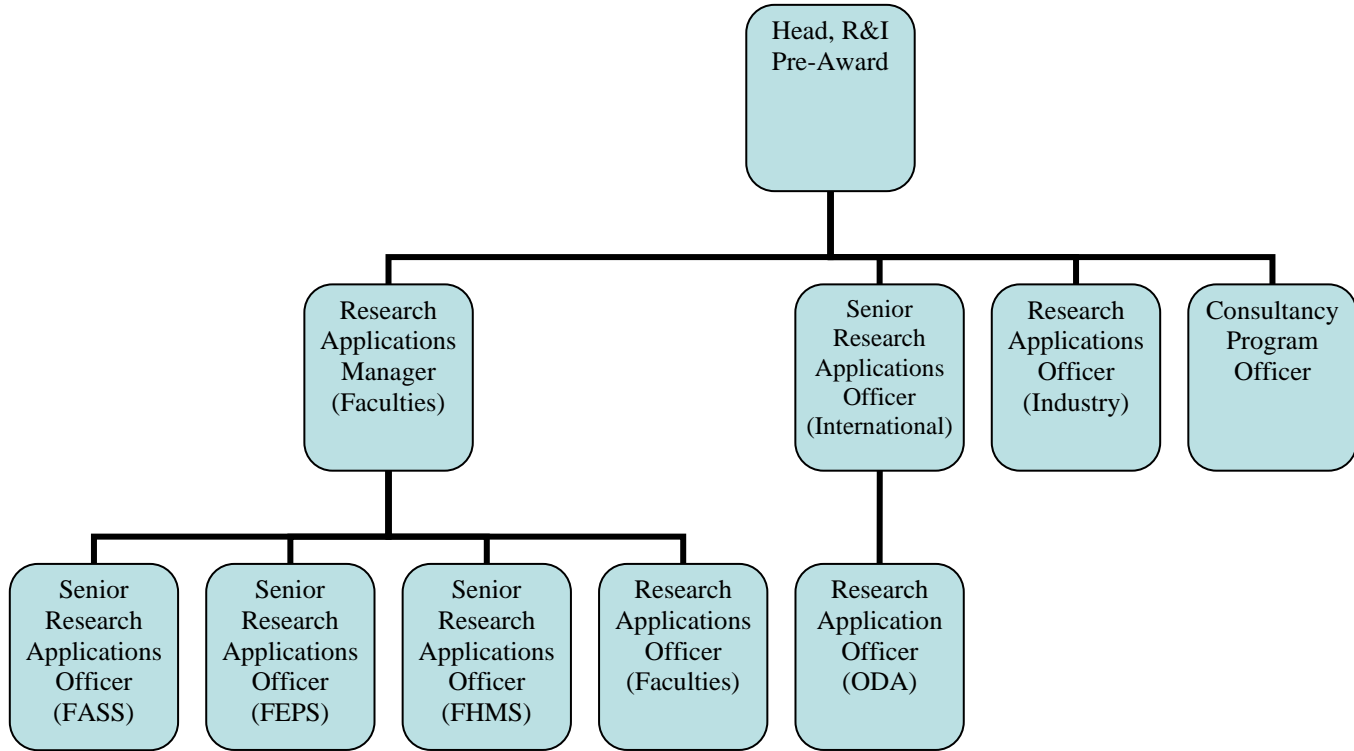 Head, R&I
Pre-Award
Research
Applications
Manager
(Faculties)
Senior
Research
Applications
Officer
(International)
Research
Applications
Officer
(Industry)
Consultancy
Program
Officer
Senior
Research
Applications
Officer
(FASS)
Senior
Research
Applications
Officer
(FEPS)
Senior
Research
Applications
Officer
(FHMS)
Research
Applications
Officer
(Faculties)
Research
Application
Officer
(ODA)